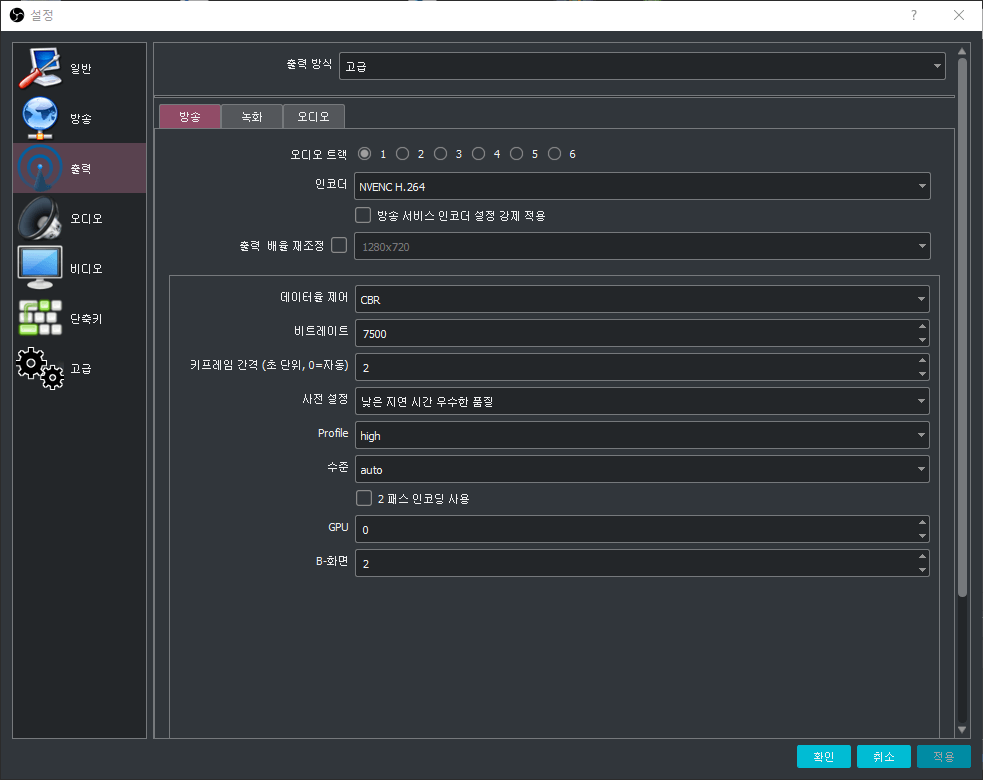 설정
?
일반
방송
출력
오디오
비디오
단축키
고급
출력 방식 고급
방송 녹화 오디오
오디오 트랙 1 2 3 4 5 6
인코더 NVENC H.264
방송 서비스 인코더 설정 강제 적용
출력 배율 재조정 1280x720
데이터율 제어 CBR
비트레이트 7500
키프레임 간격 (초 단위, 0=자동) 2
사전 설정 낮은 지연 시간 우수한 품질
Profile high
수준 auto
2 패스 인코딩 사용
GPU 0
B-화면 2
확인 취소 적용